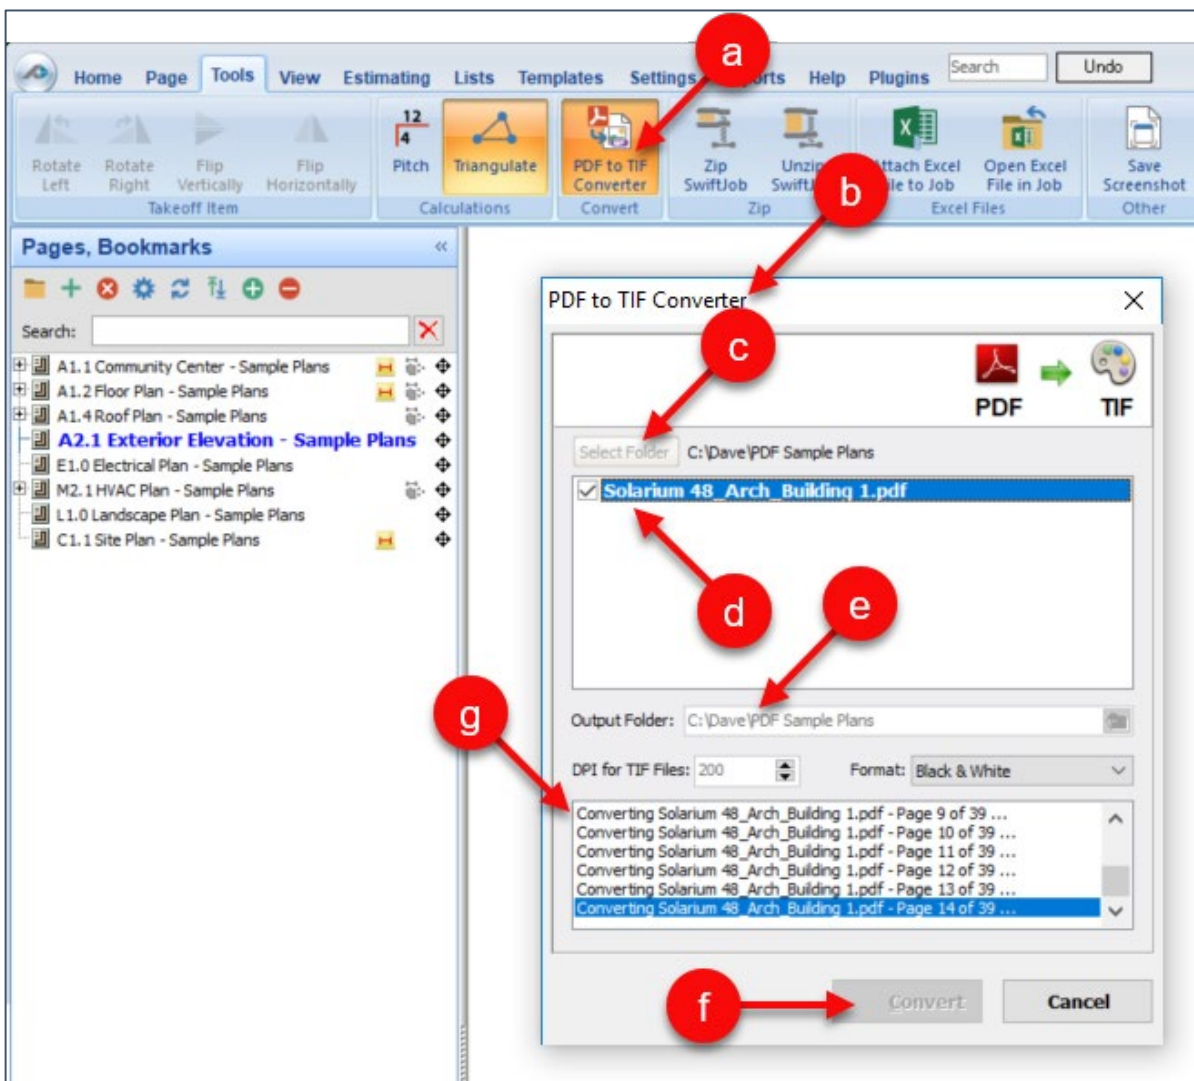 a
Search
Undo
Home Page Tools View Estimating Lists Templates Settings Help Plugins
12
4
Rotate Left
Rotate Right
Flip Vertically
Flip Horizontally
Takeoff Item
Pitch
Triangulate
Calculations
PDF to TIF Converter
Convert
Zip SwiftJob
Unzip
Zip
Attach Excel
to Job
Open Excel File in Job
Excel Files
Save Screenshot
Other
b
Pages, Bookmarks
«
Search:
A1.1 Community Center - Sample Plans
A1.2 Floor Plan - Sample Plans
A1.4 Roof Plan - Sample Plans
A2.1 Exterior Elevation - Sample Plans
E1.0 Electrical Plan - Sample Plans
M2.1 HVAC Plan - Sample Plans
L1.0 Landscape Plan - Sample Plans
C1.1 Site Plan - Sample Plans
PDF to TIF Converter
c
PDF
TIF
Select Folder C:\Dave\PDF Sample Plans
Solarium 48_Arch_Building 1.pdf
d
e
g
Output Folder: C:\Dave\PDF Sample Plans
DPI for TIF Files: 200 Format: Black & White
Converting Solarium 48_Arch_Building 1.pdf - Page 9 of 39 ...
Converting Solarium 48_Arch_Building 1.pdf - Page 10 of 39 ...
Converting Solarium 48_Arch_Building 1.pdf - Page 11 of 39 ...
Converting Solarium 48_Arch_Building 1.pdf - Page 12 of 39 ...
Converting Solarium 48_Arch_Building 1.pdf - Page 13 of 39 ...
Converting Solarium 48_Arch_Building 1.pdf - Page 14 of 39 ...
f
Convert Cancel